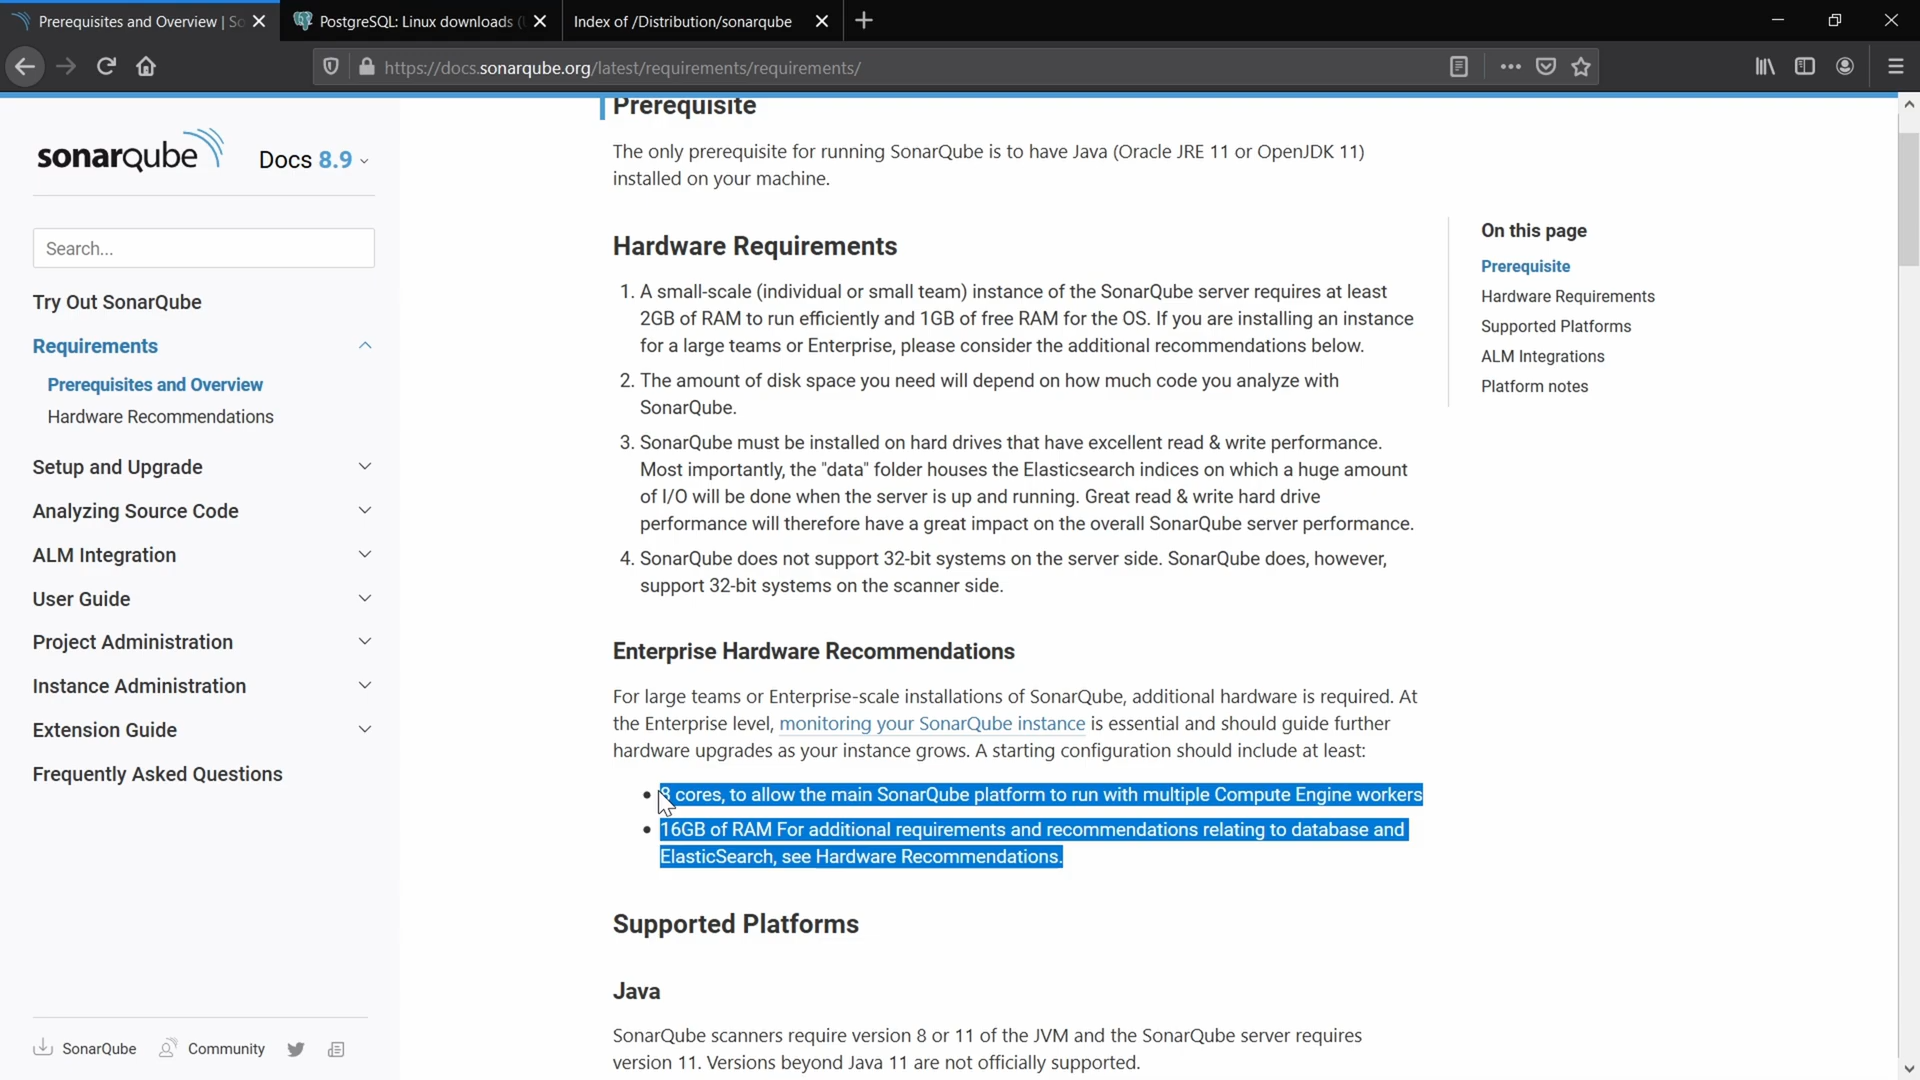 Prerequisites and Overview | So
PostgreSQL: Linux downloads (
Index of /Distribution/sonarqube
https://docs.sonarqube.org/latest/requirements/requirements/
sonarqube
Docs 8.9
Search...
Try Out SonarQube
Requirements
Prerequisites and Overview
Hardware Recommendations
Setup and Upgrade
Analyzing Source Code
ALM Integration
User Guide
Project Administration
Instance Administration
Extension Guide
Frequently Asked Questions
SonarQube
Community
Prerequisite
The only prerequisite for running SonarQube is to have Java (Oracle JRE 11 or OpenJDK 11)
installed on your machine.
Hardware Requirements
1. A small-scale (individual or small team) instance of the SonarQube server requires at least
2GB of RAM to run efficiently and 1GB of free RAM for the OS. If you are installing an instance
for a large teams or Enterprise, please consider the additional recommendations below.
2. The amount of disk space you need will depend on how much code you analyze with
SonarQube.
3. SonarQube must be installed on hard drives that have excellent read & write performance.
Most importantly, the "data" folder houses the Elasticsearch indices on which a huge amount
of I/O will be done when the server is up and running. Great read & write hard drive
performance will therefore have a great impact on the overall SonarQube server performance.
4. SonarQube does not support 32-bit systems on the server side. SonarQube does, however,
support 32-bit systems on the scanner side.
Enterprise Hardware Recommendations
For large teams or Enterprise-scale installations of SonarQube, additional hardware is required. At
the Enterprise level, monitoring your SonarQube instance is essential and should guide further
hardware upgrades as your instance grows. A starting configuration should include at least:
8 cores, to allow the main SonarQube platform to run with multiple Compute Engine workers
16GB of RAM For additional requirements and recommendations relating to database and
ElasticSearch, see Hardware Recommendations.
Supported Platforms
Java
SonarQube scanners require version 8 or 11 of the JVM and the SonarQube server requires
version 11. Versions beyond Java 11 are not officially supported.
On this page
Prerequisite
Hardware Requirements
Supported Platforms
ALM Integrations
Platform notes